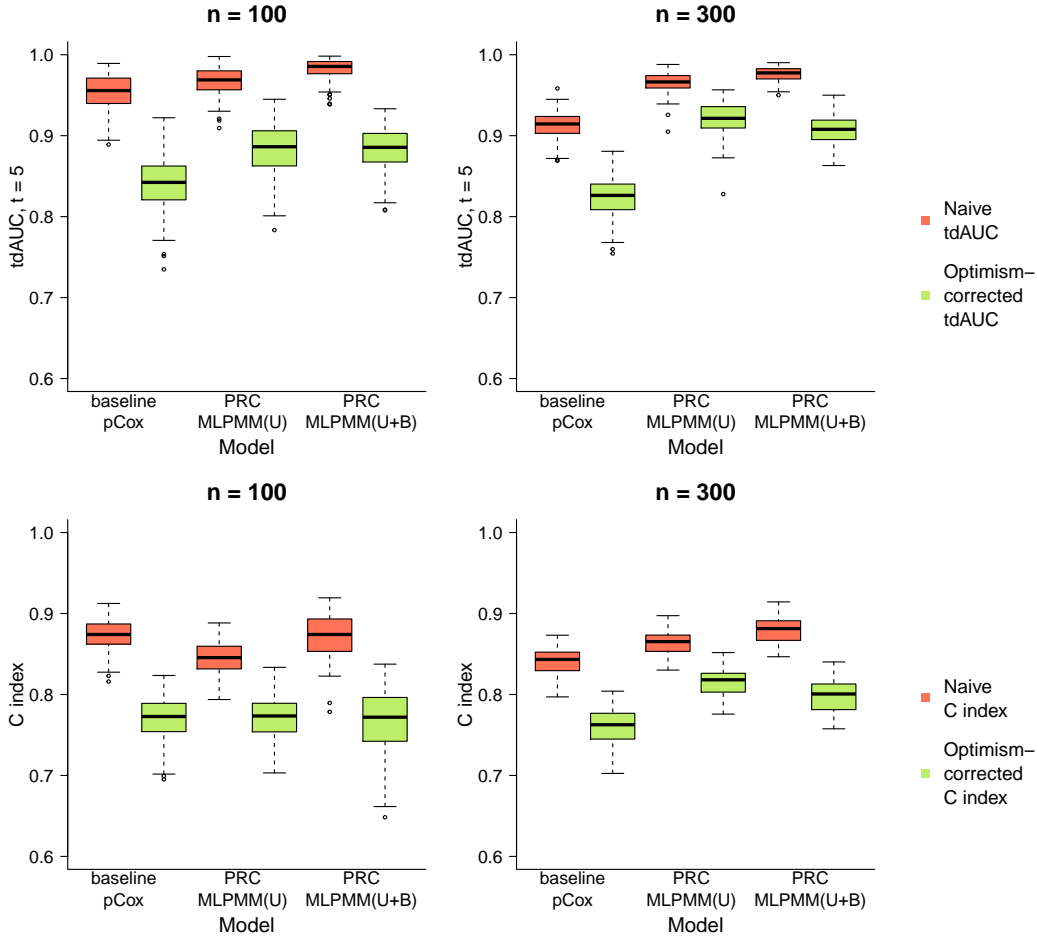 n = 100
n = 300
tdAUC, t = 5
1.0
0.9
0.8
0.7
0.6
baseline
pCox
PRC
MLPMM(U)
PRC
MLPMM(U+B)
Model
tdAUC, t = 5
1.0
0.9
0.8
0.7
0.6
baseline
pCox
PRC
MLPMM(U)
PRC
MLPMM(U+B)
Model
Naive
tdAUC
Optimism−
corrected
tdAUC
n = 100
n = 300
C index
1.0
0.9
0.8
0.7
0.6
baseline
pCox
PRC
MLPMM(U)
PRC
MLPMM(U+B)
Model
C index
1.0
0.9
0.8
0.7
0.6
baseline
pCox
PRC
MLPMM(U)
PRC
MLPMM(U+B)
Model
Naive
C index
Optimism−
corrected
C index